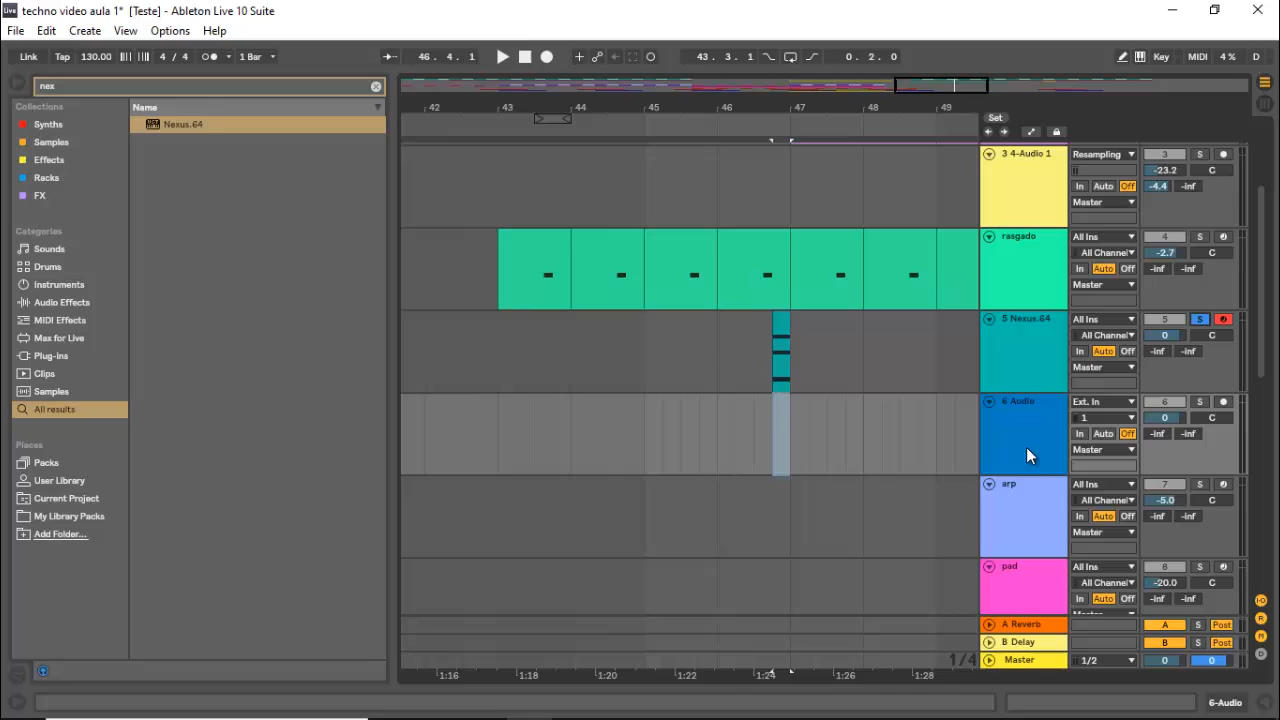 techno video aula 1* [Teste] - Ableton Live 10 Suite
File Edit Create View Options Help
Link Tap 130.00 4 / 4 1 Bar 46 . 4 . 1 43 . 3 . 1 0 . 2 . 0 Key MIDI 4 % D
nex
Collections
Synths
Samples
Effects
Racks
FX
Categories
Sounds
Drums
Instruments
Audio Effects
MIDI Effects
Max for Live
Plug-ins
Clips
Samples
All results
Places
Packs
User Library
Current Project
My Library Packs
Add Folder...
Name
Nexus.64
42 43 44 45 46 47 48 49
Set
3 4-Audio 1 Resampling 3 S
-23.2 C
In Auto Off -4.4 -inf
Master
rasgado All Ins 4 S
All Channel -2.7 C
In Auto Off -inf -inf
Master
5 Nexus.64 All Ins 5 S
All Channel 0 C
In Auto Off -inf -inf
Master
6 Audio Ext. In 6 S
1 0 C
In Auto Off -inf -inf
Master
arp All Ins 7 S
All Channel -5.0 C
In Auto Off -inf -inf
Master
pad All Ins 8 S
All Channel -20.0 C
In Auto Off -inf -inf
A Reverb A S Post
B Delay B S Post
1/4 Master 1/2 0 0
1:16 1:18 1:20 1:22 1:24 1:26 1:28
6-Audio